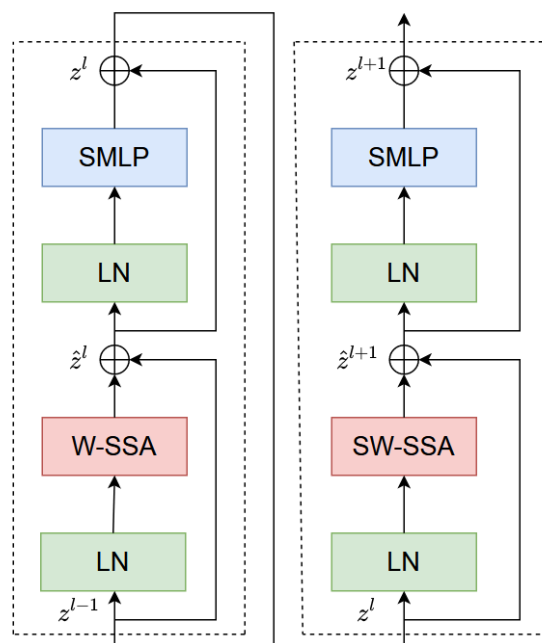 z^l
SMLP
LN
ẑ^l
W-SSA
LN
z^{l-1}
z^{l+1}
SMLP
LN
ẑ^{l+1}
SW-SSA
LN
z^l